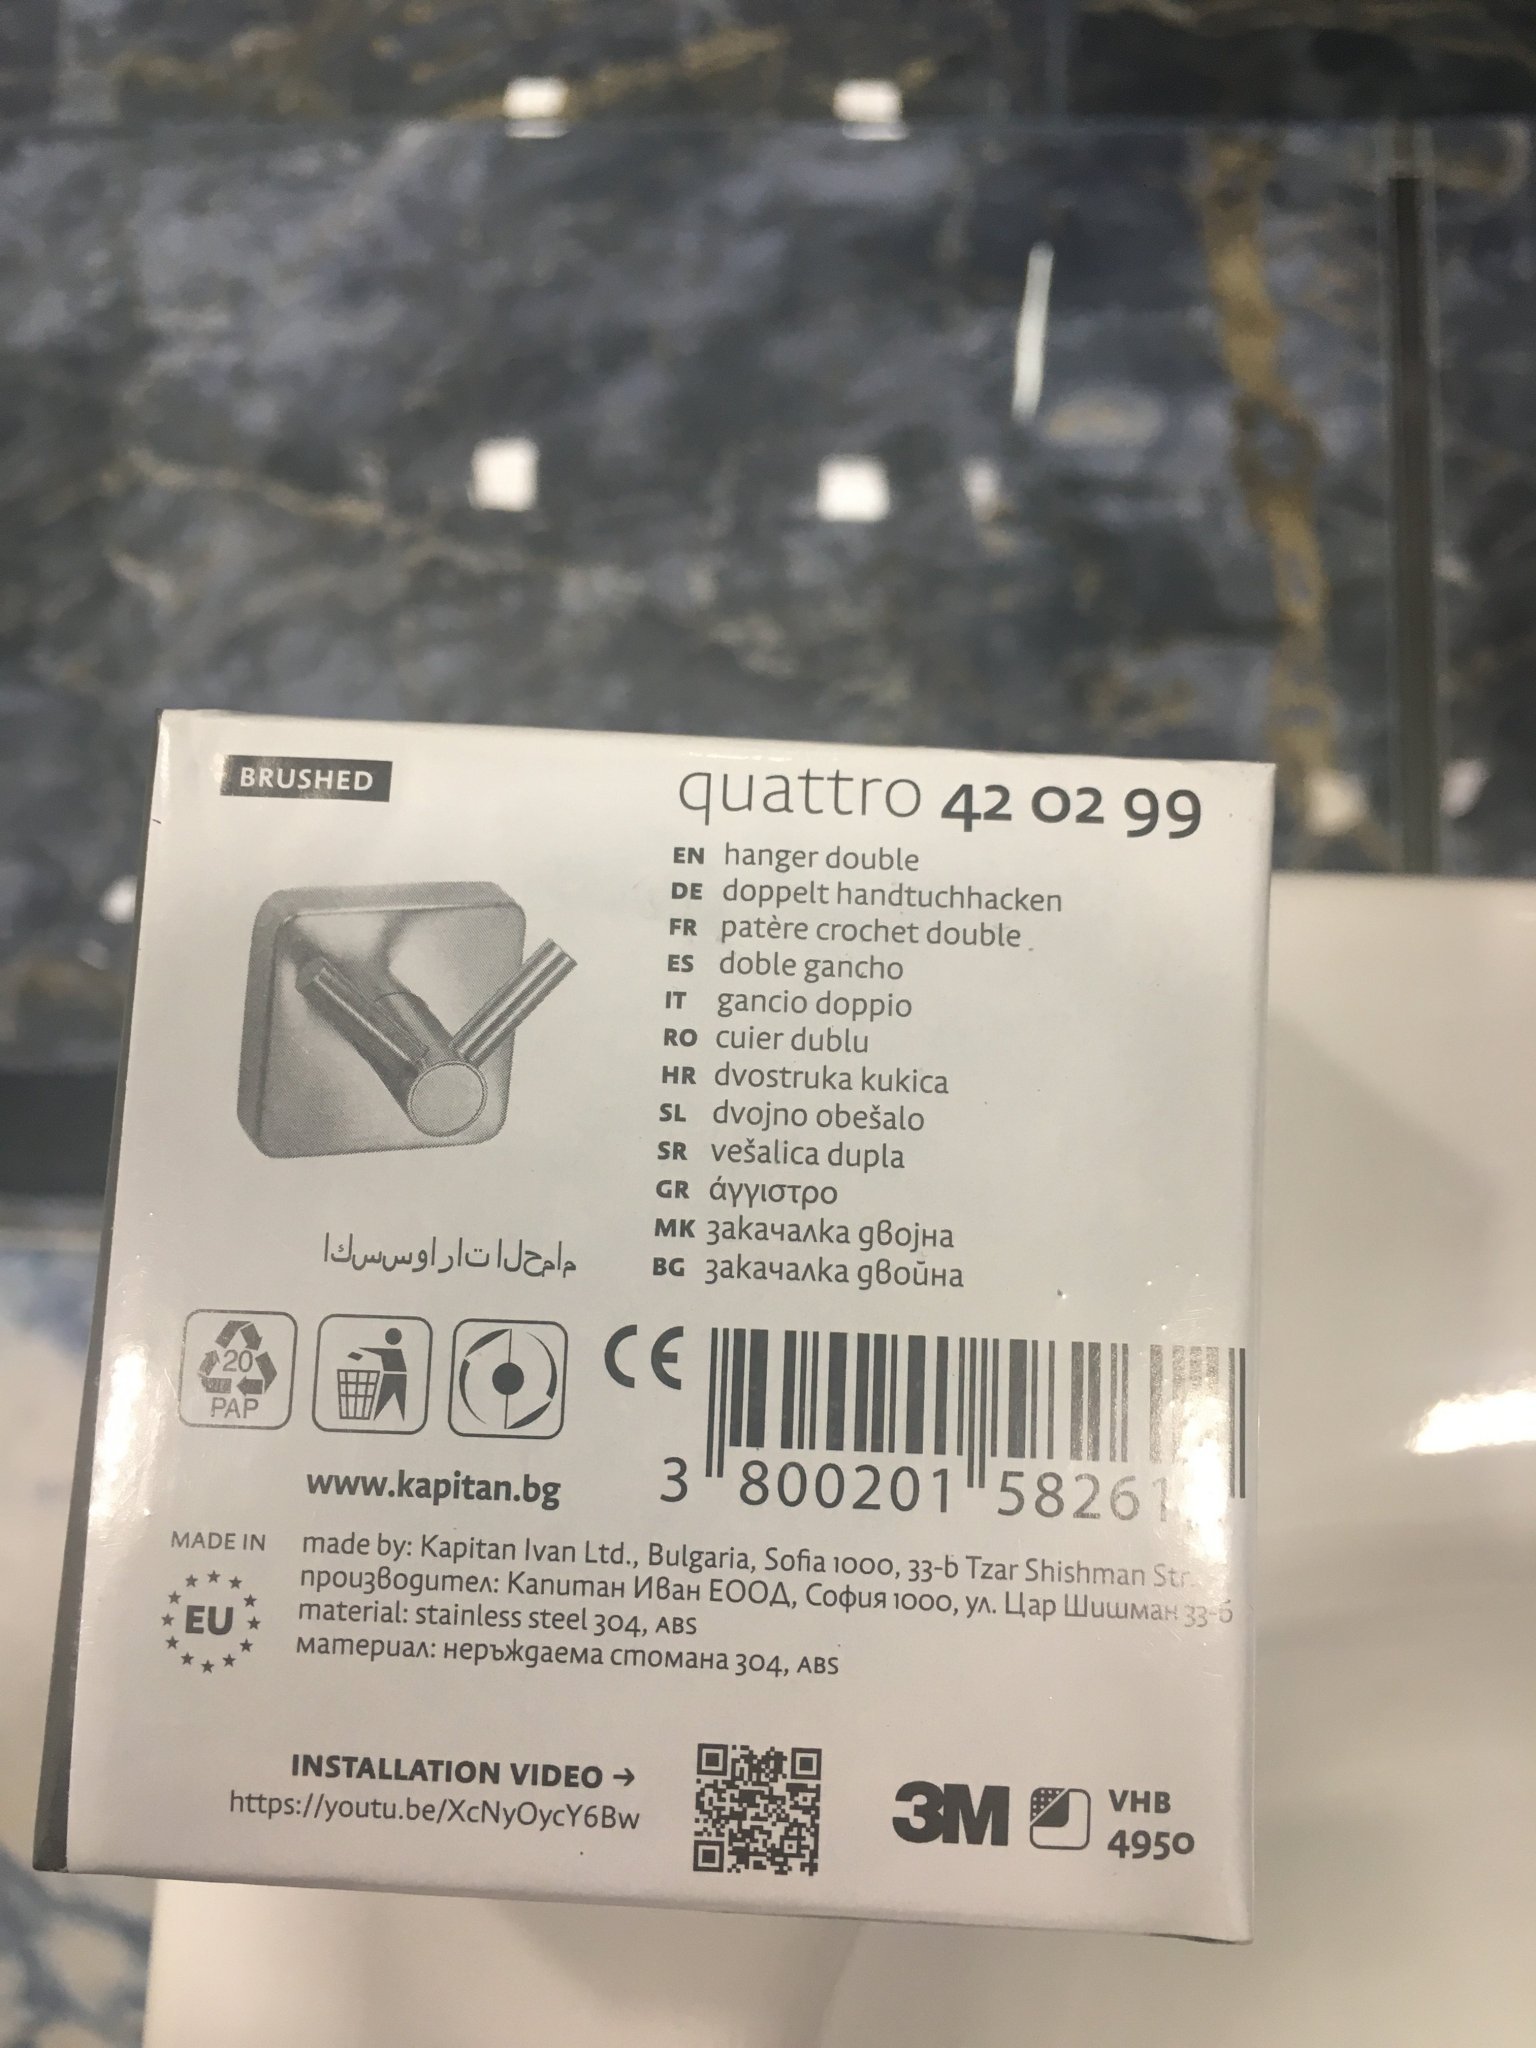 BRUSHED
quattro 42 02 99
EN hanger double
DE doppelt handtuchhacken
FR patère crochet double
ES doble gancho
IT gancio doppio
RO cuier dublu
HR dvostruka kukica
SL dvojno obešalo
SR vešalica dupla
GR άγγιστρο
MK закачалка двојна
BG закачалка двойна
اكسسوارات الحمام
20
PAP
CE
3 800201
www.kapitan.bg
MADE IN
EU
made by: Kapitan Ivan Ltd., Bulgaria, Sofia 1000, 33-b Tzar Shishman Str.
производител: Капитан Иван ЕООД, София 1000, ул. Цар Шишман 33-б
material: stainless steel 304, ABS
материал: неръждаема стомана 304, ABS
INSTALLATION VIDEO →
https://youtu.be/XcNyOycY6Bw
3M VHB
4950